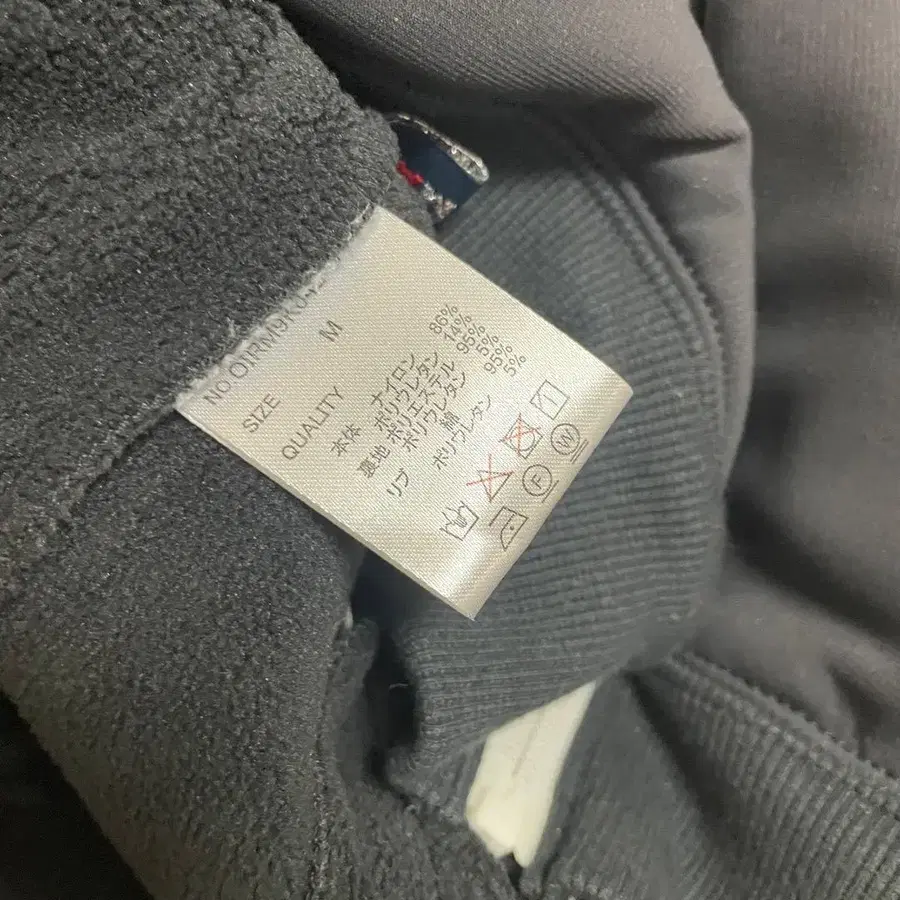 NO
SIZE M
QUALITY
本体 ナイロン 86%
ポリウレタン 14%
裏地 ポリエステル 95%
ポリウレタン 5%
リブ 綿 95%
ポリウレタン 5%
W
F